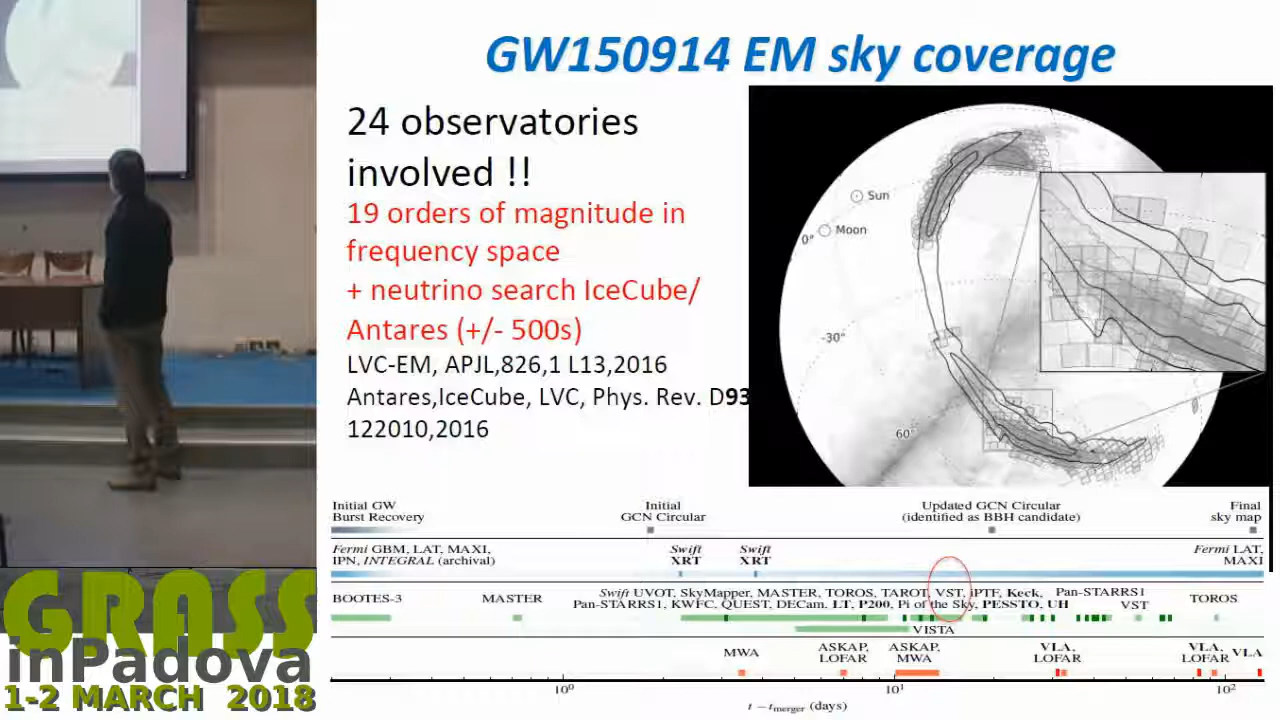 GW150914 EM sky coverage
24 observatories
involved !!
19 orders of magnitude in
frequency space
+ neutrino search IceCube/
Antares (+/- 500s)
LVC-EM, APJL,826,1 L13,2016
Antares,IceCube, LVC, Phys. Rev. D93
122010,2016
Sun
Moon
0°
-30°
60°
Initial GW
Burst Recovery
Initial
GCN Circular
Updated GCN Circular
(identified as BBH candidate)
Final
sky map
Fermi GBM, LAT, MAXI,
IPN, INTEGRAL (archival)
Swift
XRT
Swift
XRT
Fermi LAT,
MAXI
BOOTES-3
MASTER
Swift UVOT, SkyMapper, MASTER, TOROS, TAROT, VST, iPTF, Keck,
Pan-STARRS1, KWFC, QUEST, DECam, LT, P200, Pi of the Sky, PESSTO, UH
Pan-STARRS1
VST
TOROS
VISTA
MWA
ASKAP,
LOFAR
ASKAP,
MWA
VLA,
LOFAR
VLA,
LOFAR
VLA
10⁰
10¹
10²
t − tmerger (days)
GRASS
inPadova
1-2 MARCH 2018